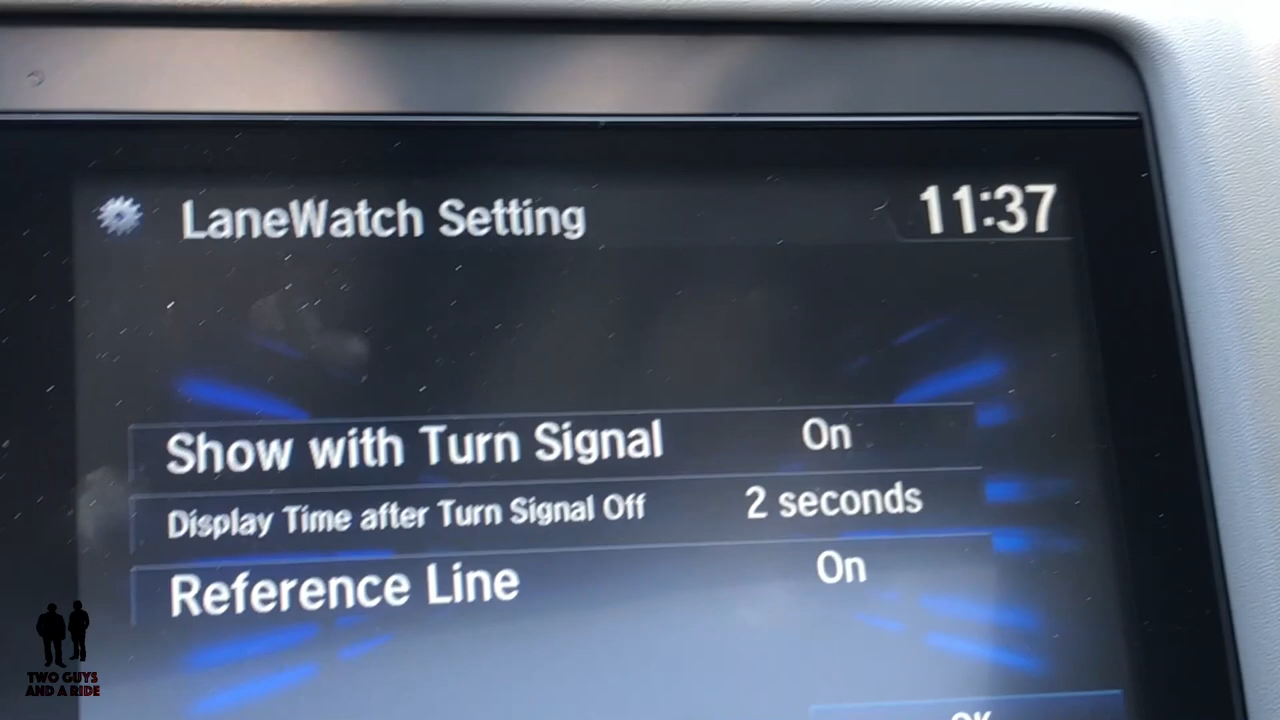 LaneWatch Setting
11:37
Show with Turn Signal
On
Display Time after Turn Signal Off
2 seconds
Reference Line
On
OK
TWO GUYS
AND A RIDE